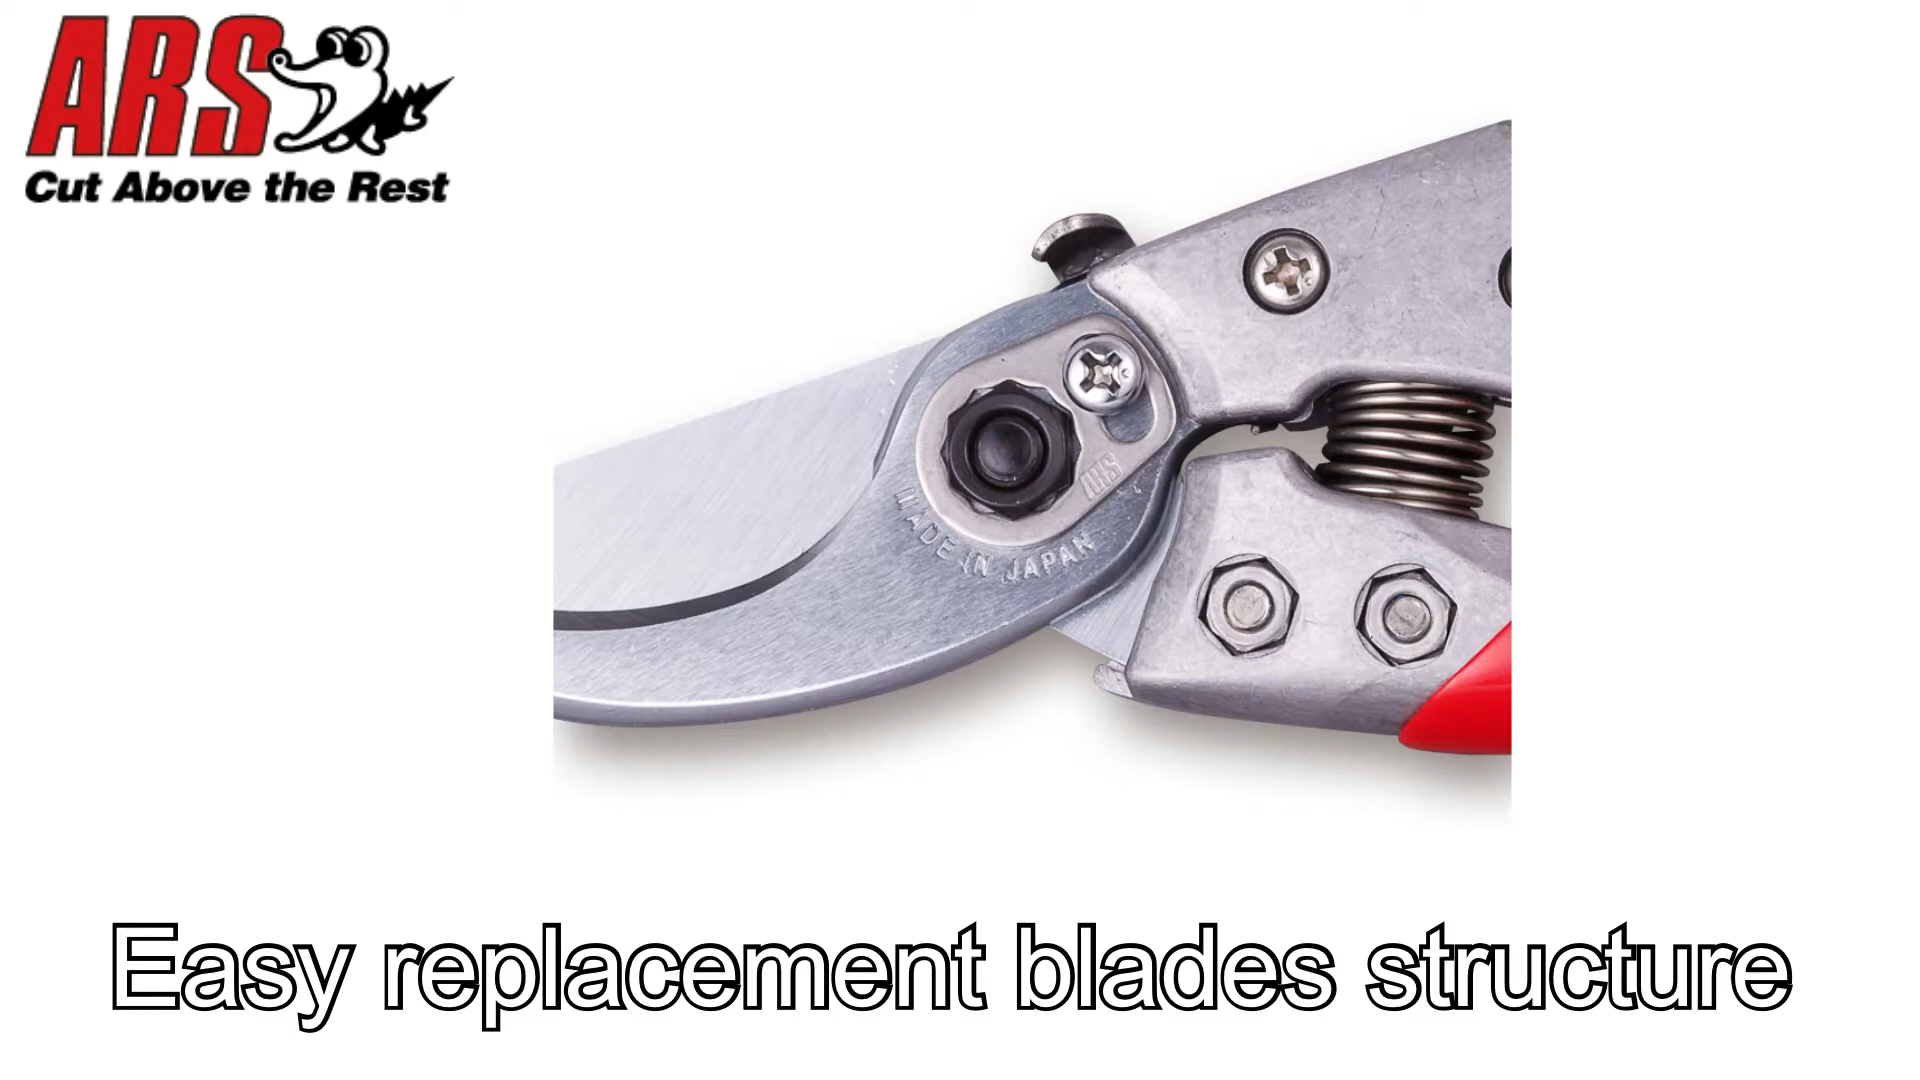 ARS
Cut Above the Rest
ARS
MADE IN JAPAN
Easy replacement blades structure